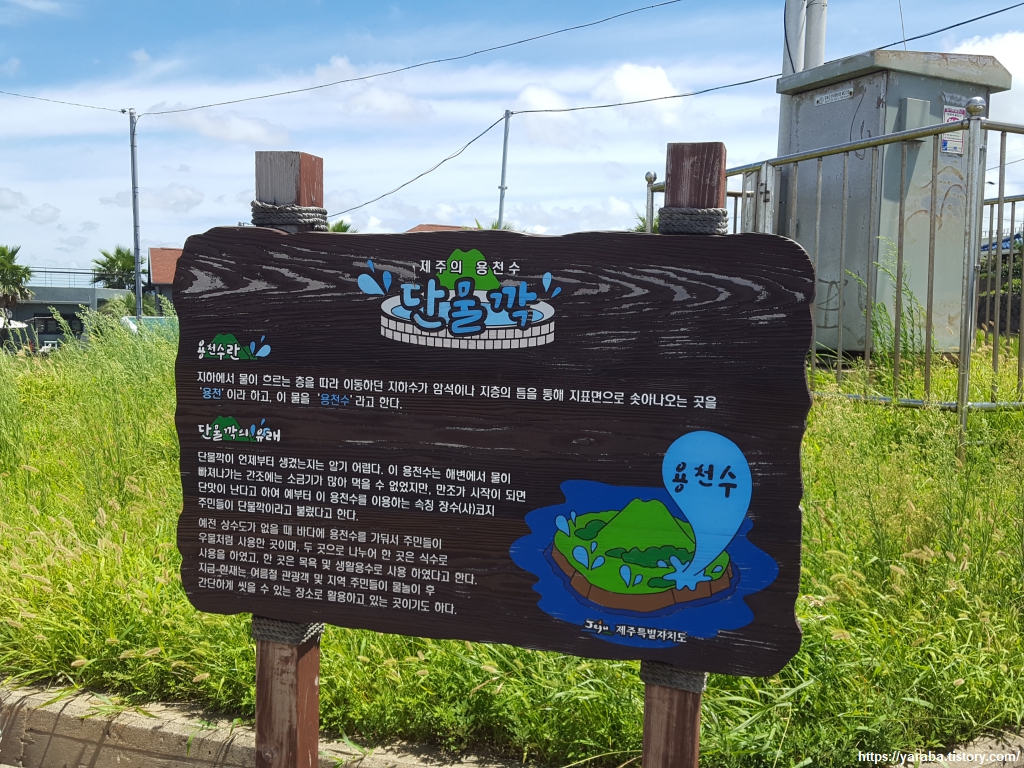 제주의 용천수
단물깍
용천수란
지하에서 물이 흐르는 층을 따라 이동하던 지하수가 암석이나 지층의 틈을 통해 지표면으로 솟아나오는 곳을
'용천'이라 하고, 이 물을 '용천수'라고 한다.
단물깍의 유래
단물깍이 언제부터 생겼는지는 알기 어렵다. 이 용천수는 해변에서 물이
빠져나가는 간조에는 소금기가 많아 먹을 수 없었지만, 만조가 시작이 되면
단맛이 난다고 하여 예부터 이 용천수를 이용하는 속칭 장수(사)코지
주민들이 단물깍이라고 불렀다고 한다.
예전 상수도가 없을 때 바다에 용천수를 가둬서 주민들이
우물처럼 사용한 곳이며, 두 곳으로 나누어 한 곳은 식수로
사용을 하였고, 한 곳은 목욕 및 생활용수로 사용 하였다고 한다.
지금-현재는 여름철 관광객 및 지역 주민들이 물놀이 후
간단하게 씻을 수 있는 장소로 활용하고 있는 곳이기도 하다.
용천수
Jeju 제주특별자치도
https://yaraba.tistory.com/